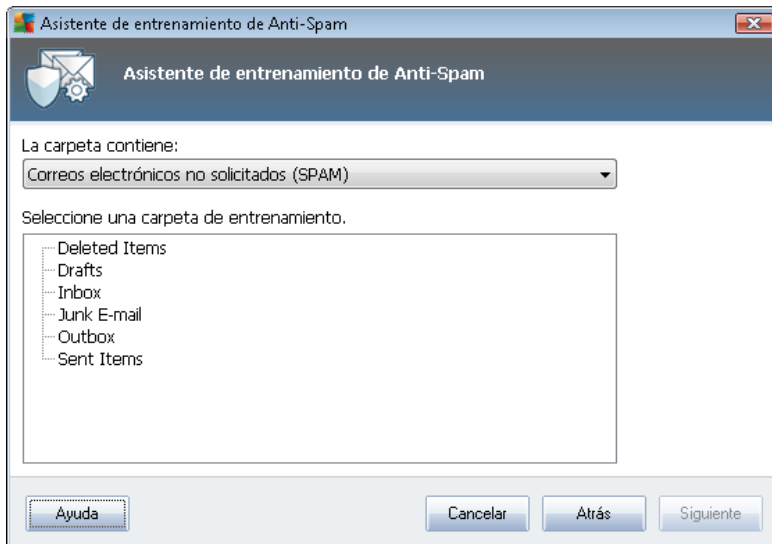 Asistente de entrenamiento de Anti-Spam
Asistente de entrenamiento de Anti-Spam
La carpeta contiene:
Correos electrónicos no solicitados (SPAM)
Seleccione una carpeta de entrenamiento.
Deleted Items
Drafts
Inbox
Junk E-mail
Outbox
Sent Items
Ayuda Cancelar Atrás Siguiente